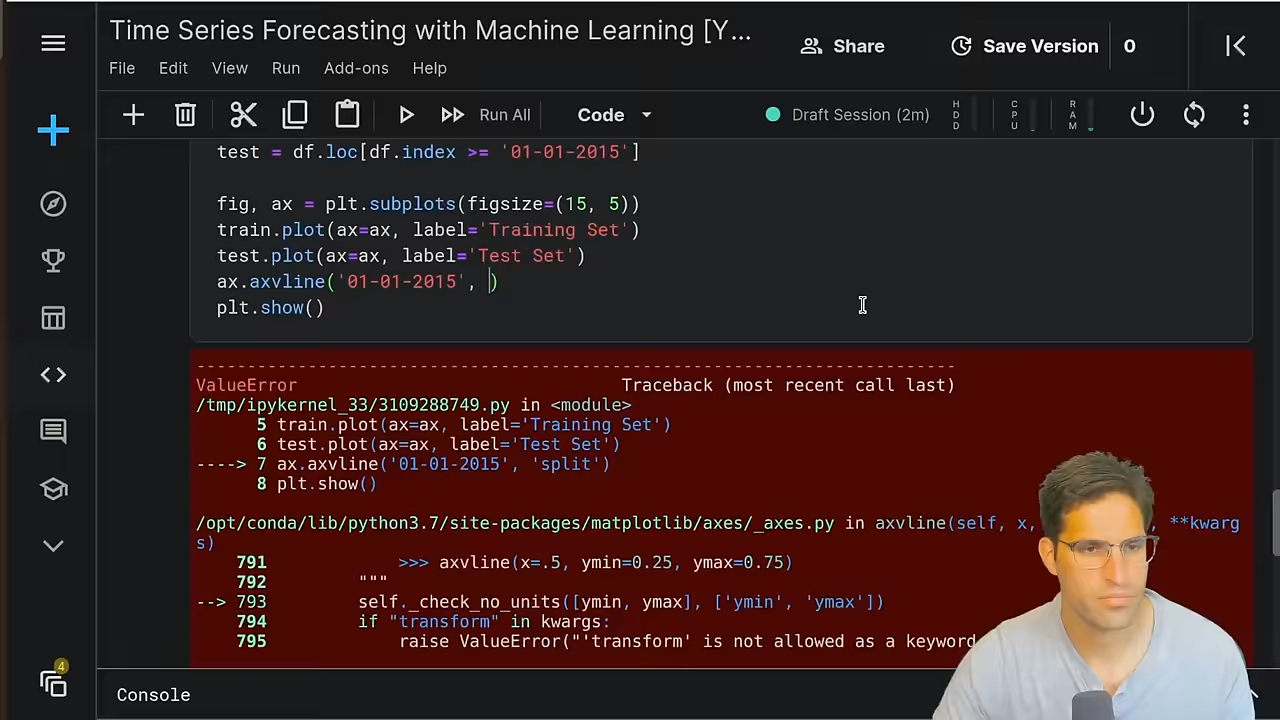 Time Series Forecasting with Machine Learning [Y...
Share
Save Version
0
File Edit View Run Add-ons Help
Run All
Code
Draft Session (2m)
HDD
CPU
RAM
test = df.loc[df.index >= '01-01-2015']
fig, ax = plt.subplots(figsize=(15, 5))
train.plot(ax=ax, label='Training Set')
test.plot(ax=ax, label='Test Set')
ax.axvline('01-01-2015', )
plt.show()
---------------------------------------------------------------------------
ValueError Traceback (most recent call last)
/tmp/ipykernel_33/3109288749.py in <module>
5 train.plot(ax=ax, label='Training Set')
6 test.plot(ax=ax, label='Test Set')
----> 7 ax.axvline('01-01-2015', 'split')
8 plt.show()
/opt/conda/lib/python3.7/site-packages/matplotlib/axes/_axes.py in axvline(self, x, , **kwarg
s)
791 >>> axvline(x=.5, ymin=0.25, ymax=0.75)
792 """
--> 793 self._check_no_units([ymin, ymax], ['ymin', 'ymax'])
794 if "transform" in kwargs:
795 raise ValueError("'transform' is not allowed as a keyword
4
Console